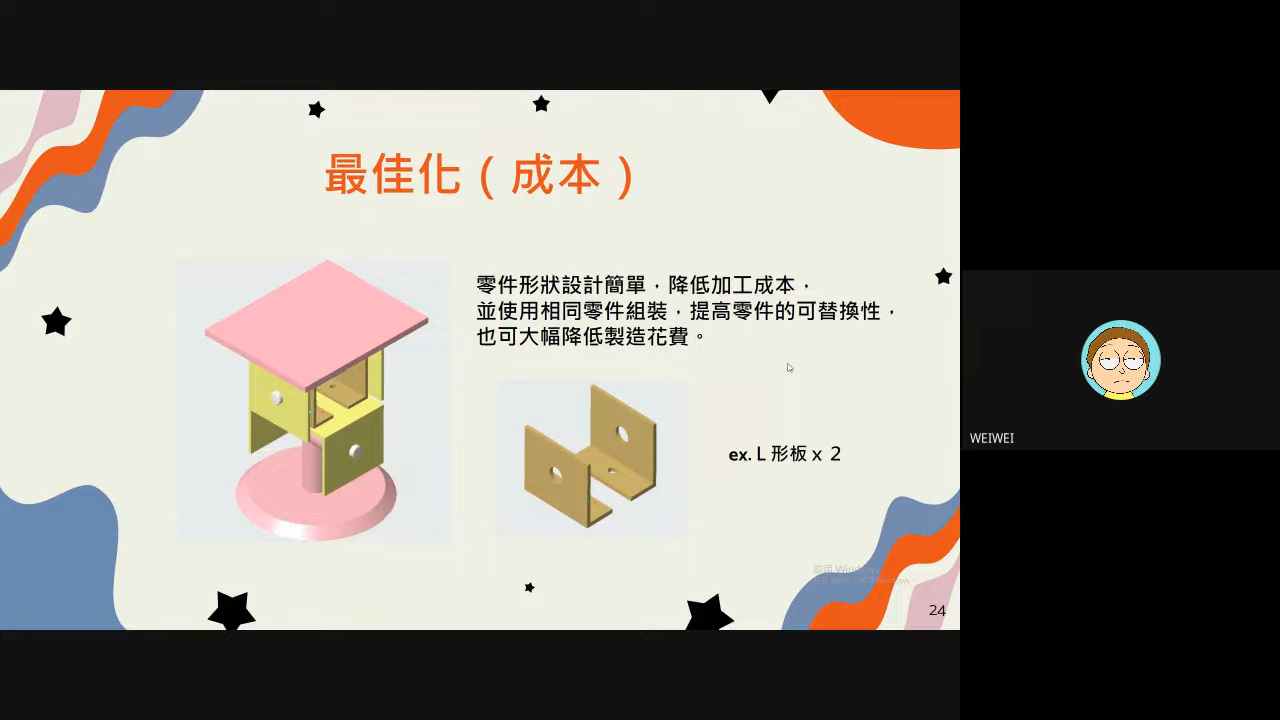 最佳化（成本）
零件形狀設計簡單，降低加工成本，
並使用相同零件組裝，提高零件的可替換性，
也可大幅降低製造花費。
ex. L 形板 x 2
WEIWEI
24